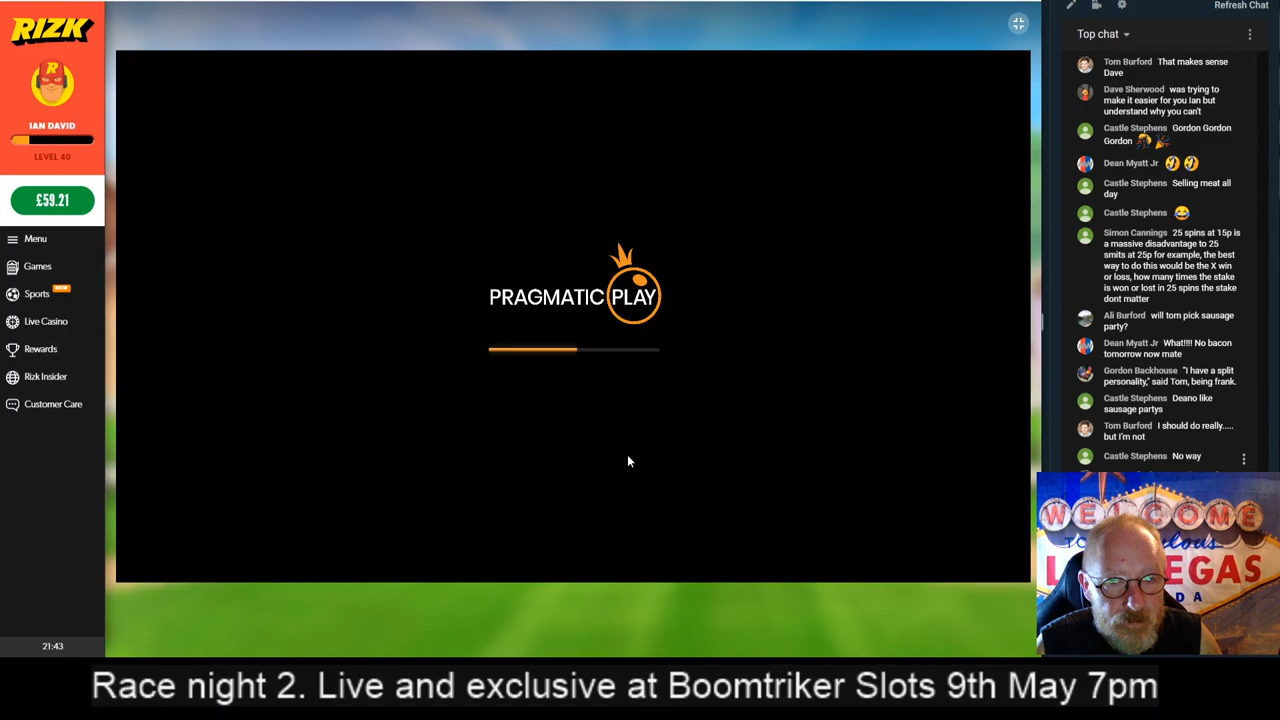 RIZK
R
IAN DAVID
LEVEL 40
£59.21
Menu
Games
Sports NEW
Live Casino
Rewards
Rizk Insider
Customer Care
21:43
PRAGMATIC PLAY
Refresh Chat
Top chat
Tom Burford That makes sense
Dave
Dave Sherwood was trying to
make it easier for you Ian but
understand why you can't
Castle Stephens Gordon Gordon
Gordon
Dean Myatt Jr
Castle Stephens Selling meat all
day
Castle Stephens
Simon Cannings 25 spins at 15p is
a massive disadvantage to 25
smits at 25p for example, the best
way to do this would be the X win
or loss, how many times the stake
is won or lost in 25 spins the stake
dont matter
Ali Burford will tom pick sausage
party?
Dean Myatt Jr What!!!! No bacon
tomorrow now mate
Gordon Backhouse "I have a split
personality," said Tom, being frank.
Castle Stephens Deano like
sausage partys
Tom Burford I should do really.....
but I'm not
Castle Stephens No way
WELCOME
Race night 2. Live and exclusive at Boomtriker Slots 9th May 7pm